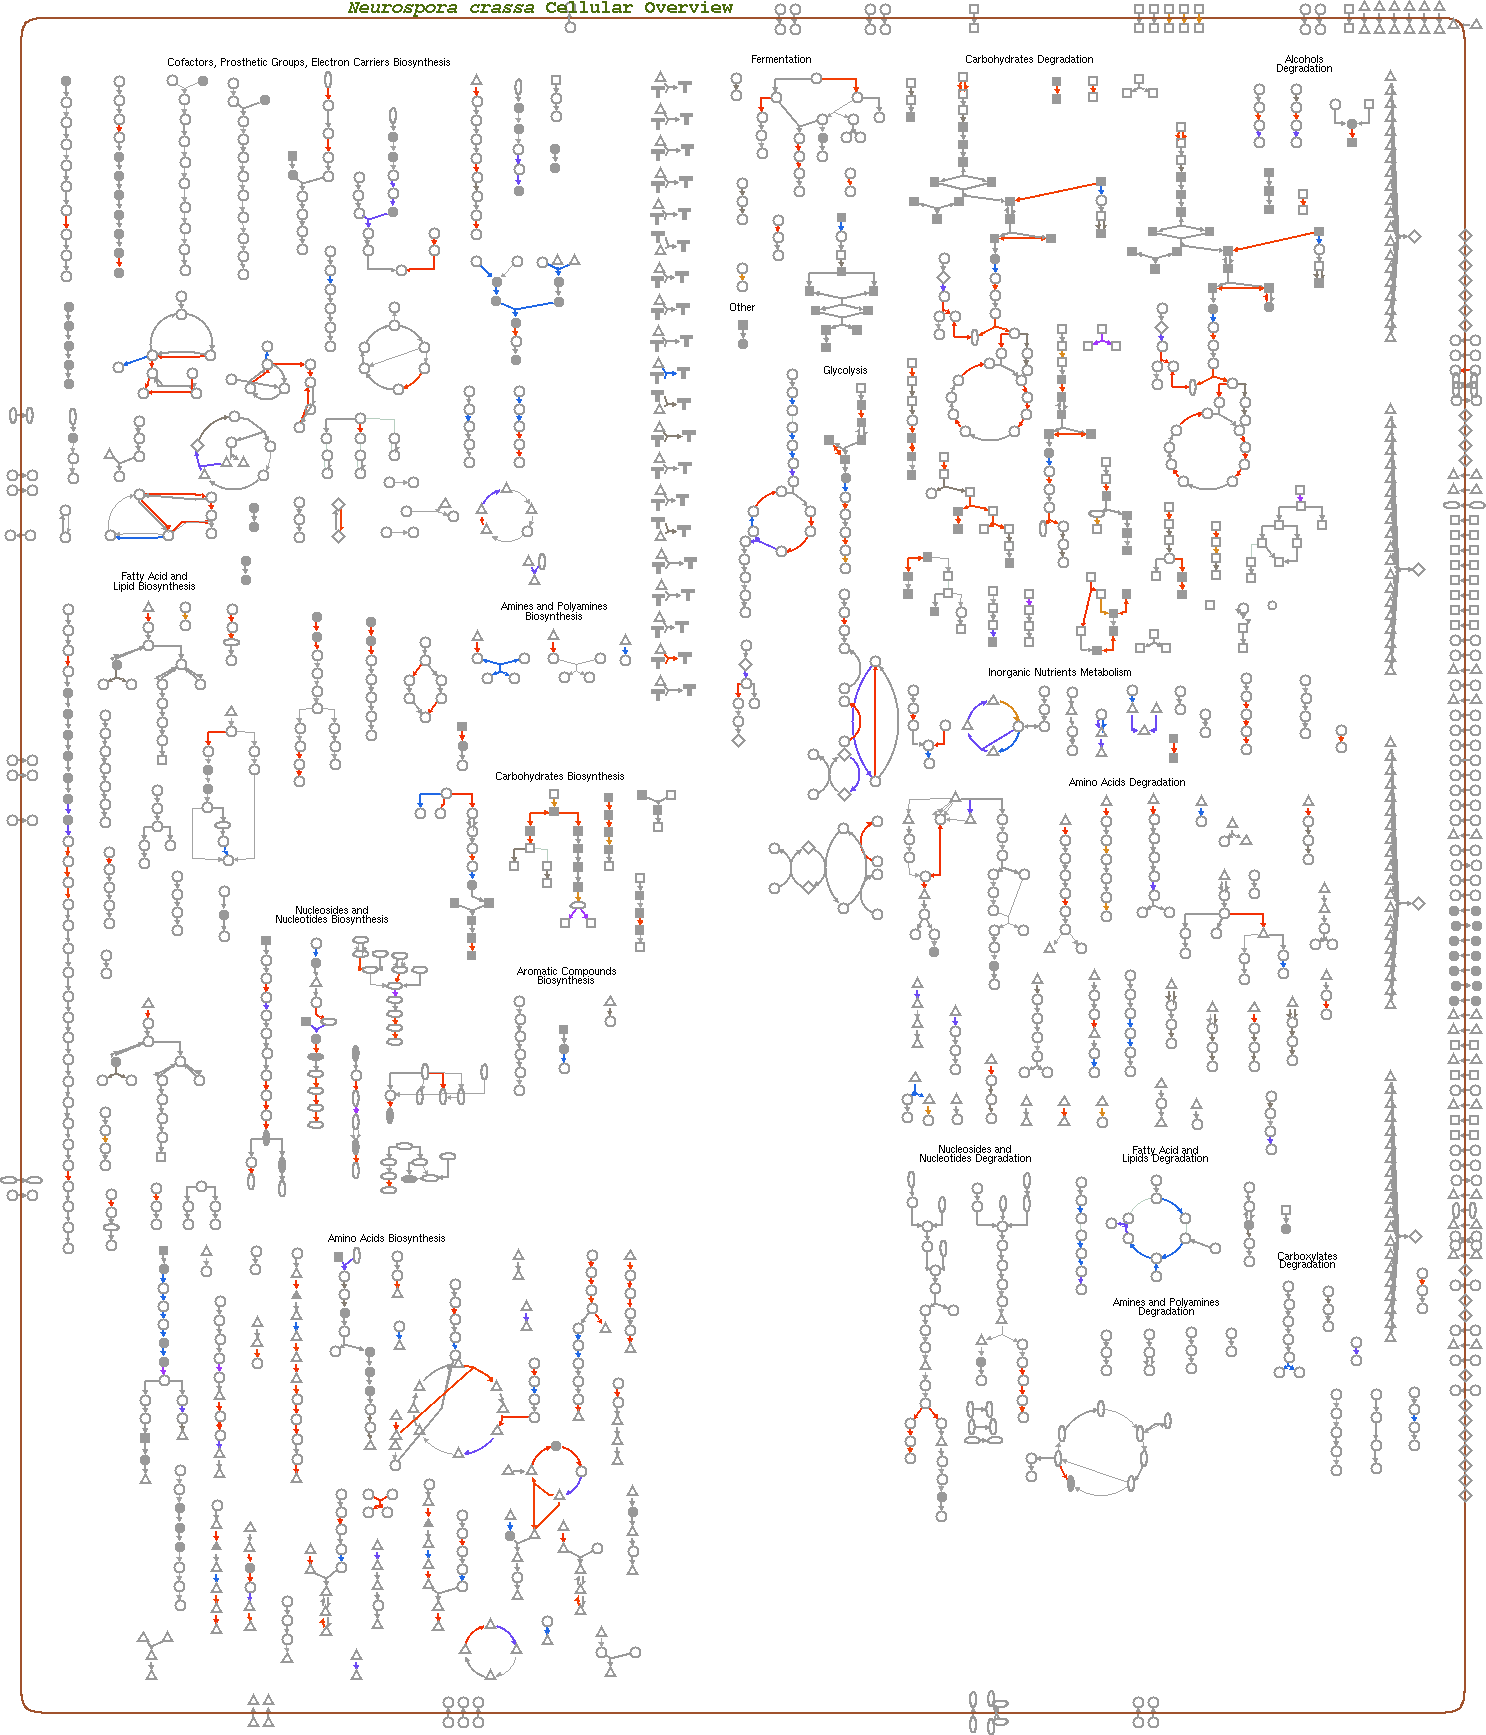 Neurospora crassa Cellular Overview
Cofactors, Prosthetic Groups, Electron Carriers Biosynthesis
Fermentation
Carbohydrates Degradation
Alcohols
Degradation
Other
Glycolysis
Fatty Acid and
Lipid Biosynthesis
Amines and Polyamines
Biosynthesis
Inorganic Nutrients Metabolism
Carbohydrates Biosynthesis
Amino Acids Degradation
Nucleosides and
Nucleotides Biosynthesis
Aromatic Compounds
Biosynthesis
Nucleosides and
Nucleotides Degradation
Fatty Acid and
Lipids Degradation
Amino Acids Biosynthesis
Carboxylates
Degradation
Amines and Polyamines
Degradation